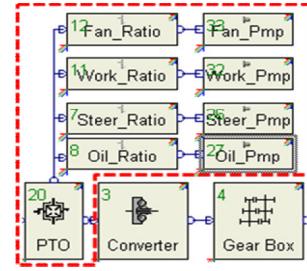 12 Fan_Ratio 33 Fan_Pmp
11 Work_Ratio 32 Work_Pmp
7 Steer_Ratio 26 Steer_Pmp
8 Oil_Ratio 27 Oil_Pmp
20 3 4
PTO Converter Gear Box